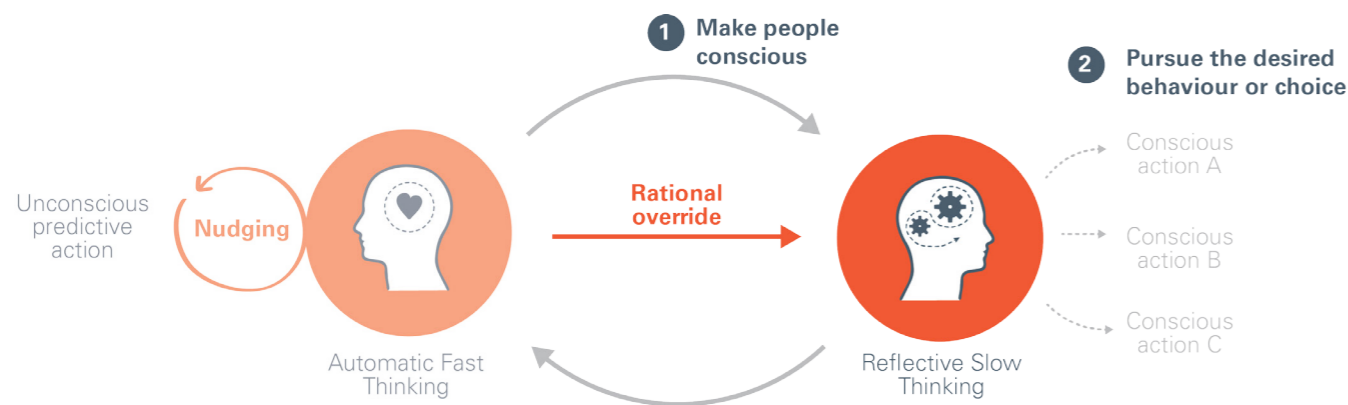 1
Make people
conscious
2
Pursue the desired
behaviour or choice
Unconscious
predictive
action
Nudging
Rational
override
Conscious
action A
Conscious
action B
Conscious
action C
Automatic Fast
Thinking
Reflective Slow
Thinking